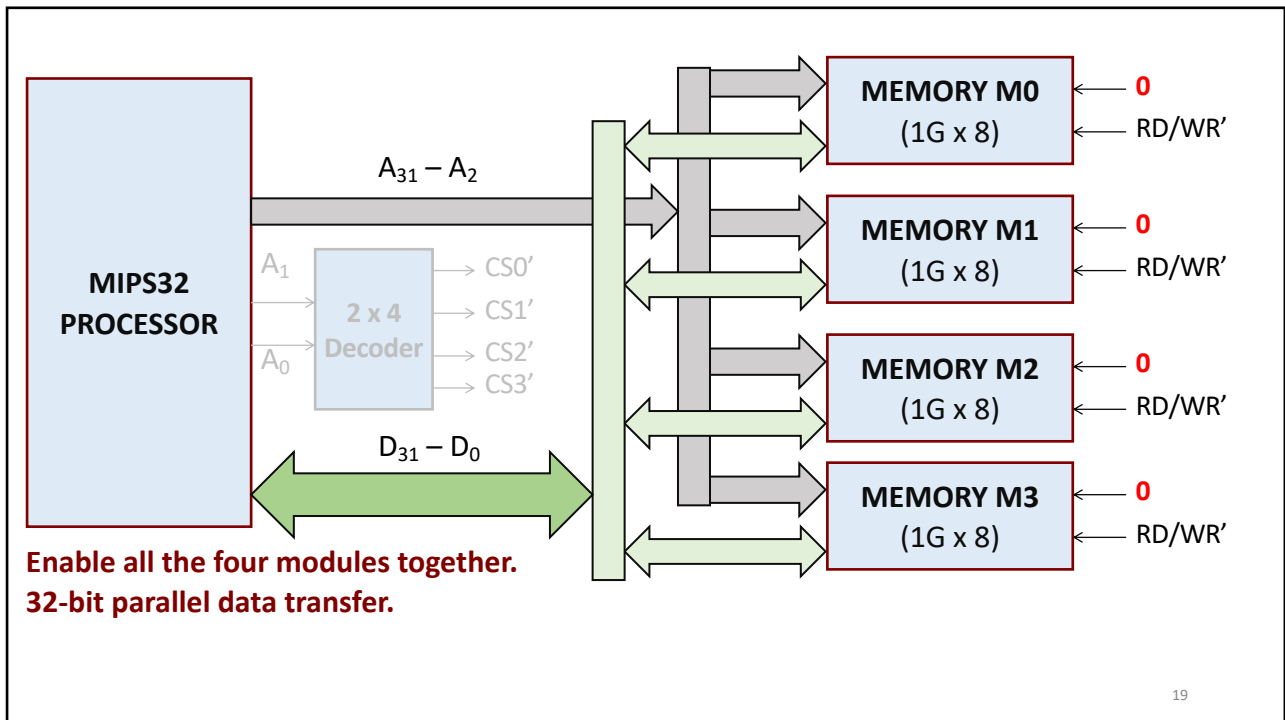 MIPS32
PROCESSOR
A₃₁ – A₂
A₁
A₀
2 x 4
Decoder
CS0’
CS1’
CS2’
CS3’
D₃₁ – D₀
MEMORY M0
(1G x 8)
0
RD/WR’
MEMORY M1
(1G x 8)
0
RD/WR’
MEMORY M2
(1G x 8)
0
RD/WR’
MEMORY M3
(1G x 8)
0
RD/WR’
Enable all the four modules together.
32-bit parallel data transfer.
19